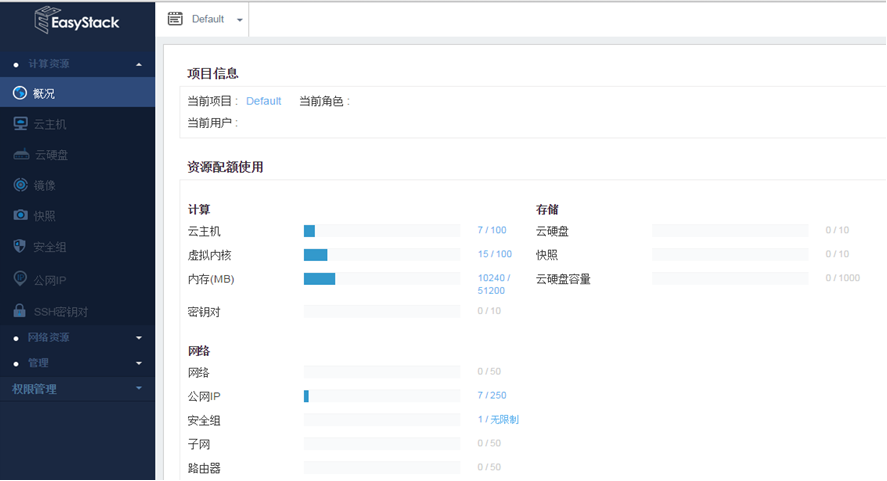 EasyStack
Default
计算资源
概况
云主机
云硬盘
镜像
快照
安全组
公网IP
SSH密钥对
网络资源
管理
权限管理
项目信息
当前项目： Default 当前角色：
当前用户：
资源配额使用
计算
云主机 7 / 100
虚拟内核 15 / 100
内存(MB) 10240 /
51200
密钥对 0 / 10
存储
云硬盘 0 / 10
快照 0 / 10
云硬盘容量 0 / 1000
网络
网络 0 / 50
公网IP 7 / 250
安全组 1 / 无限制
子网 0 / 50
路由器 0 / 50